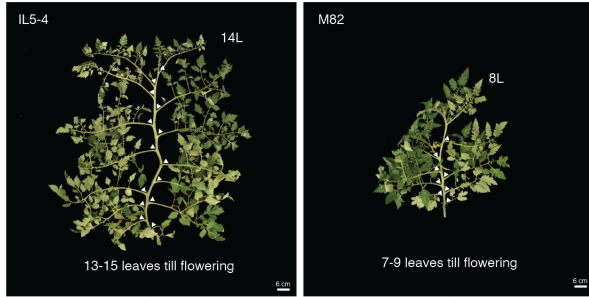 IL5-4
14L
13-15 leaves till flowering
6 cm
M82
8L
7-9 leaves till flowering
6 cm